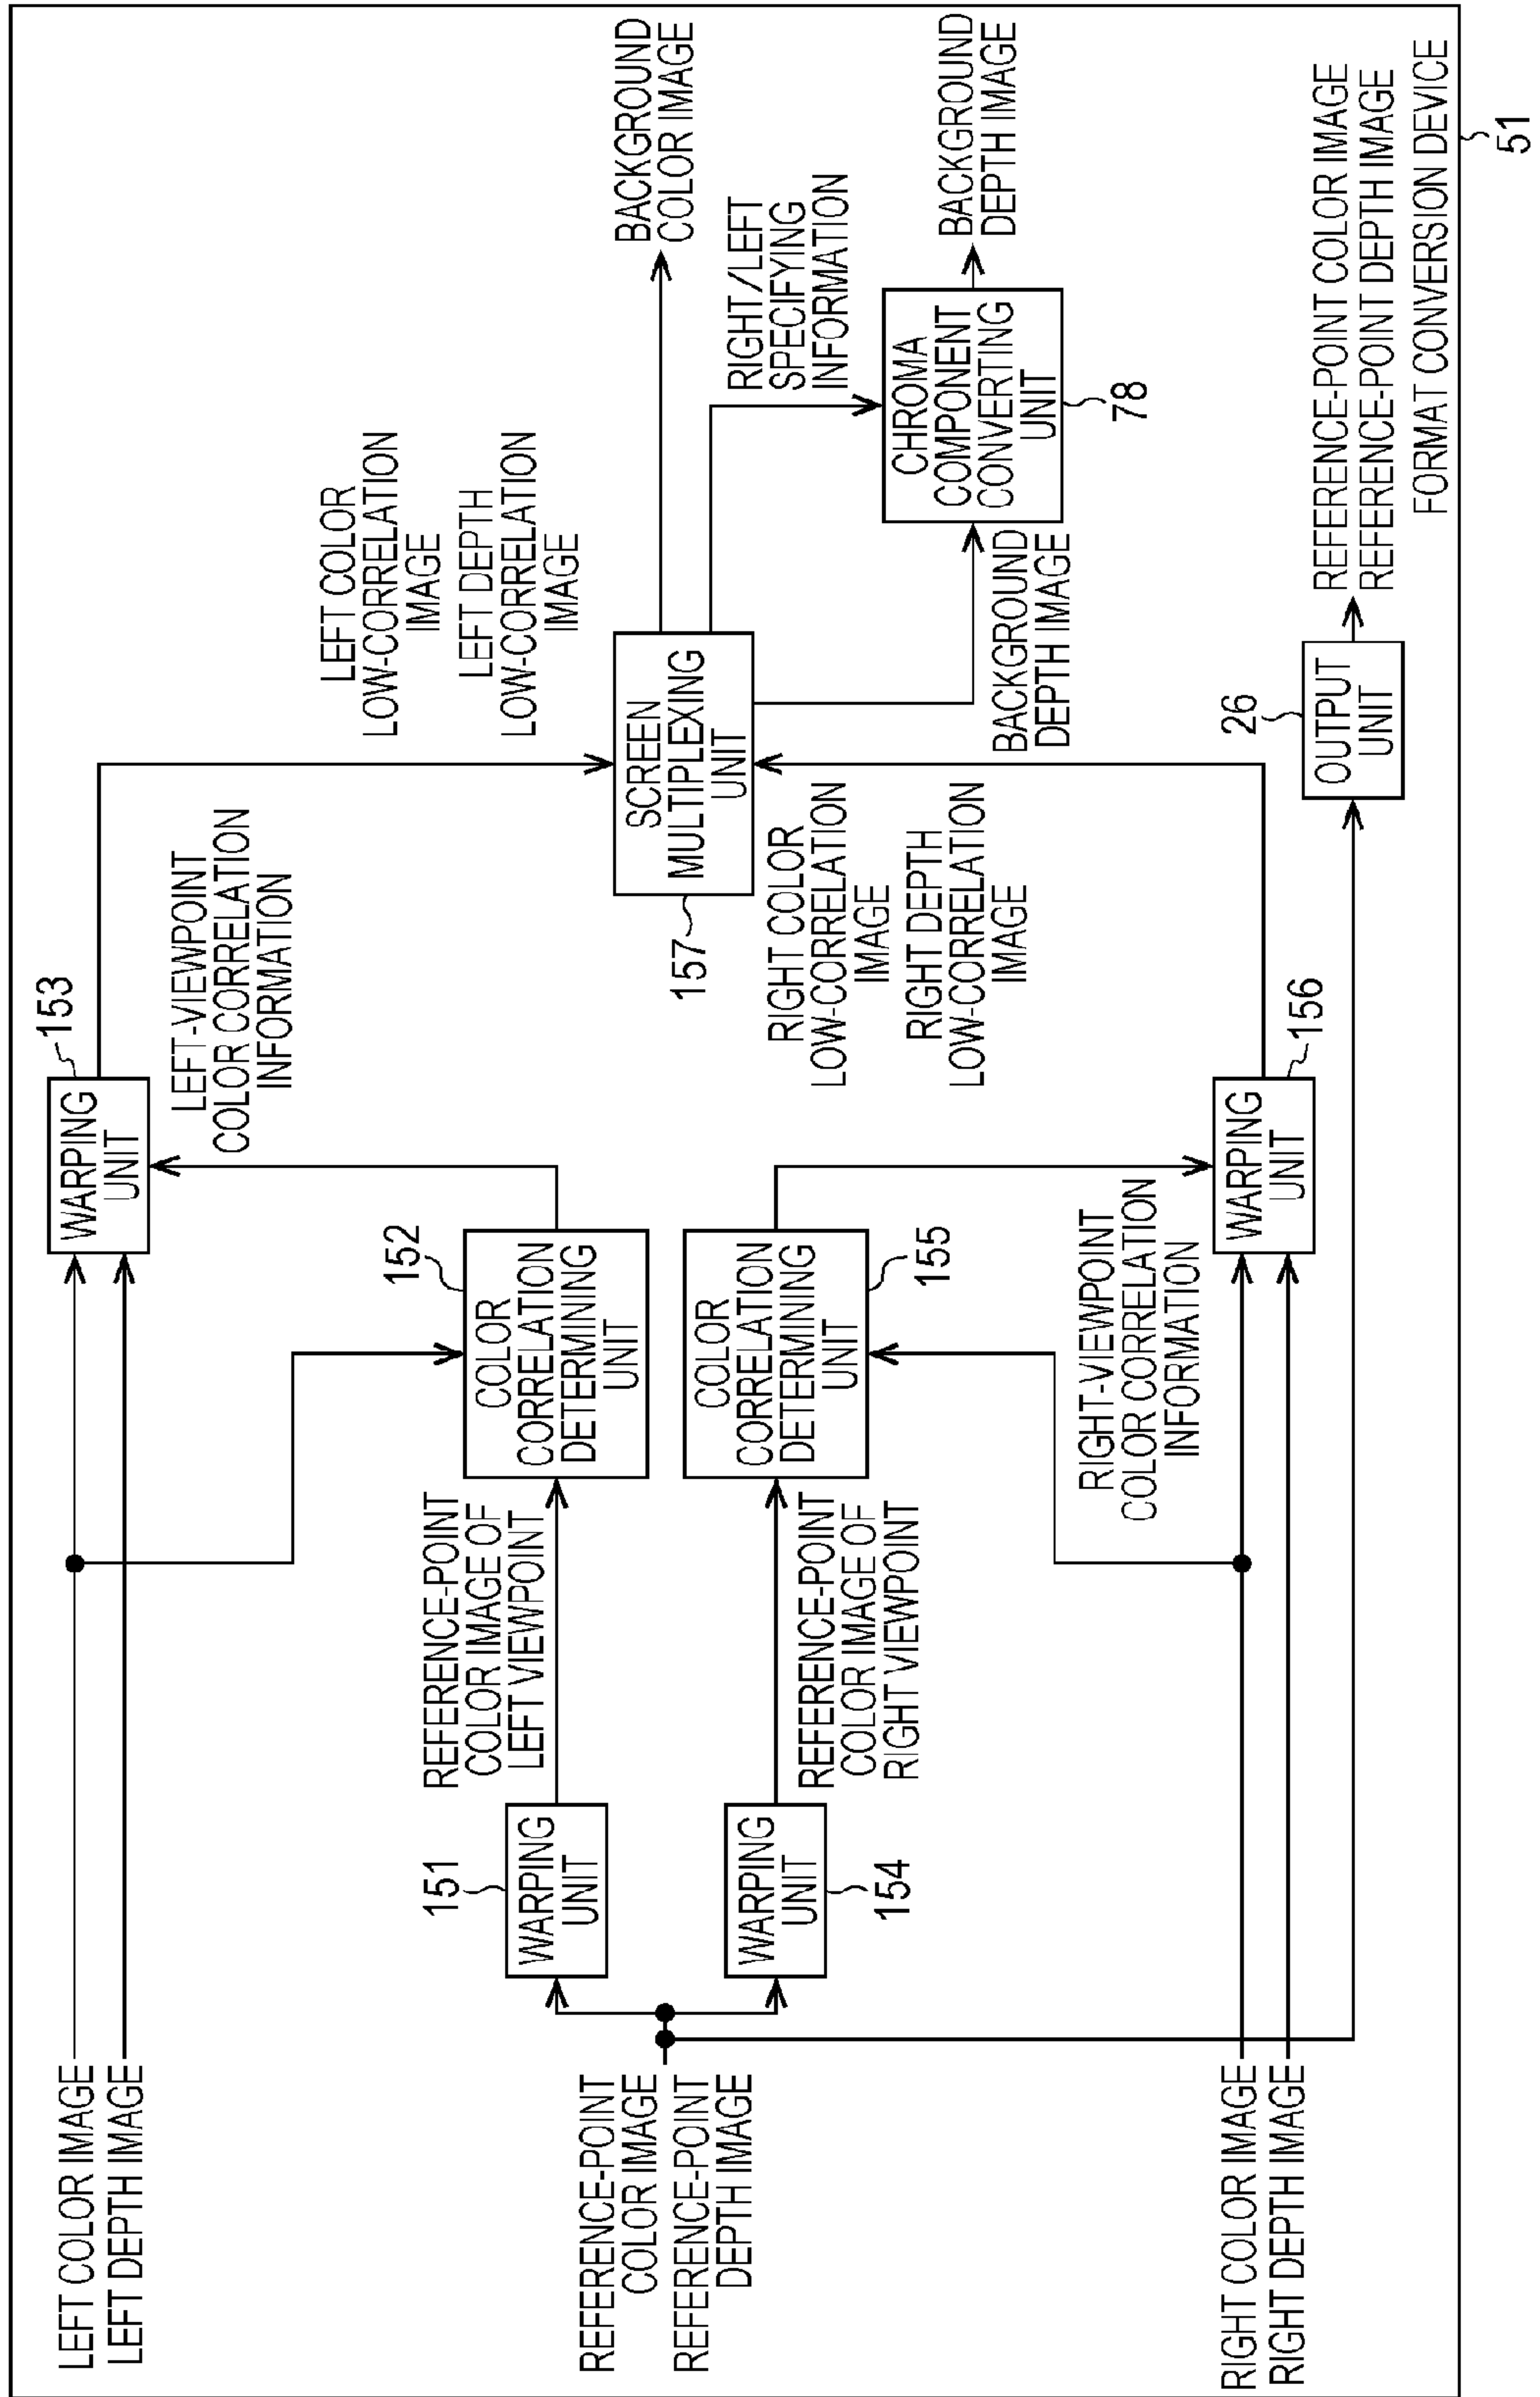 LEFT COLOR IMAGE
LEFT DEPTH IMAGE
REFERENCE-POINT
COLOR IMAGE
REFERENCE-POINT
DEPTH IMAGE
RIGHT COLOR IMAGE
RIGHT DEPTH IMAGE
151
WARPING
UNIT
WARPING
UNIT
154
REFERENCE-POINT
COLOR IMAGE OF
LEFT VIEWPOINT
REFERENCE-POINT
COLOR IMAGE OF
RIGHT VIEWPOINT
152
COLOR
CORRELATION
DETERMINING
UNIT
COLOR
CORRELATION
DETERMINING
UNIT
155
RIGHT-VIEWPOINT
COLOR CORRELATION
INFORMATION
153
WARPING
UNIT
LEFT-VIEWPOINT
COLOR CORRELATION
INFORMATION
WARPING
UNIT
156
157
SCREEN
MULTIPLEXING
UNIT
RIGHT COLOR
LOW-CORRELATION
IMAGE
RIGHT DEPTH
LOW-CORRELATION
IMAGE
LEFT COLOR
LOW-CORRELATION
IMAGE
LEFT DEPTH
LOW-CORRELATION
IMAGE
BACKGROUND
DEPTH IMAGE
26
OUTPUT
UNIT
RIGHT/LEFT
SPECIFYING
INFORMATION
CHROMA
COMPONENT
CONVERTING
UNIT
78
BACKGROUND
COLOR IMAGE
BACKGROUND
DEPTH IMAGE
REFERENCE-POINT COLOR IMAGE
REFERENCE-POINT DEPTH IMAGE
FORMAT CONVERSION DEVICE
51